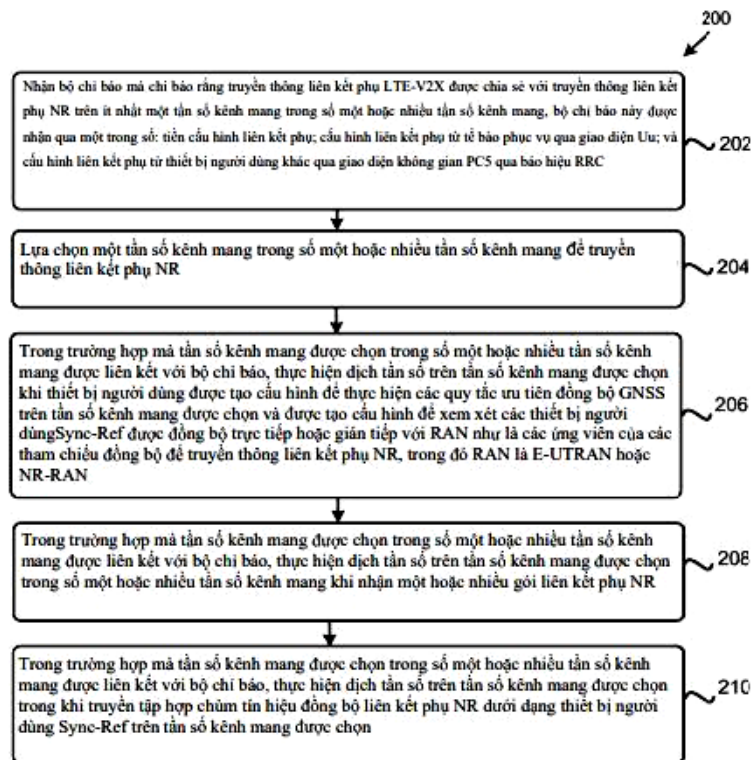 200
Nhận bộ chỉ báo mà chỉ báo rằng truyền thông liên kết phụ LTE-V2X được chia sẻ với truyền thông liên
kết phụ NR trên ít nhất một tần số kênh mang trong số một hoặc nhiều tần số kênh mang, bộ chỉ báo này được
nhận qua một trong số: tiền cấu hình liên kết phụ; cấu hình liên kết phụ từ tế bào phục vụ qua giao diện Uu; và
cấu hình liên kết phụ từ thiết bị người dùng khác qua giao diện không gian PC5 qua báo hiệu RRC
202
Lựa chọn một tần số kênh mang trong số một hoặc nhiều tần số kênh mang để truyền
thông liên kết phụ NR
204
Trong trường hợp mà tần số kênh mang được chọn trong số một hoặc nhiều tần số kênh
mang được liên kết với bộ chỉ báo, thực hiện dịch tần số trên tần số kênh mang được chọn
khi thiết bị người dùng được tạo cấu hình để thực hiện các quy tắc ưu tiên đồng bộ GNSS
trên tần số kênh mang được chọn và được tạo cấu hình để xem xét các thiết bị người
dùngSync-Ref được đồng bộ trực tiếp hoặc gián tiếp với RAN như là các ứng viên của các
tham chiếu đồng bộ để truyền thông liên kết phụ NR, trong đó RAN là E-UTRAN hoặc
NR-RAN
206
Trong trường hợp mà tần số kênh mang được chọn trong số một hoặc nhiều tần số kênh
mang được liên kết với bộ chỉ báo, thực hiện dịch tần số trên tần số kênh mang được chọn
trong số một hoặc nhiều tần số kênh mang khi nhận một hoặc nhiều gói liên kết phụ NR
208
Trong trường hợp mà tần số kênh mang được chọn trong số một hoặc nhiều tần số kênh
mang được liên kết với bộ chỉ báo, thực hiện dịch tần số trên tần số kênh mang được chọn
trong khi truyền tập hợp chùm tín hiệu đồng bộ liên kết phụ NR dưới dạng thiết bị người
dùng Sync-Ref trên tần số kênh mang được chọn
210